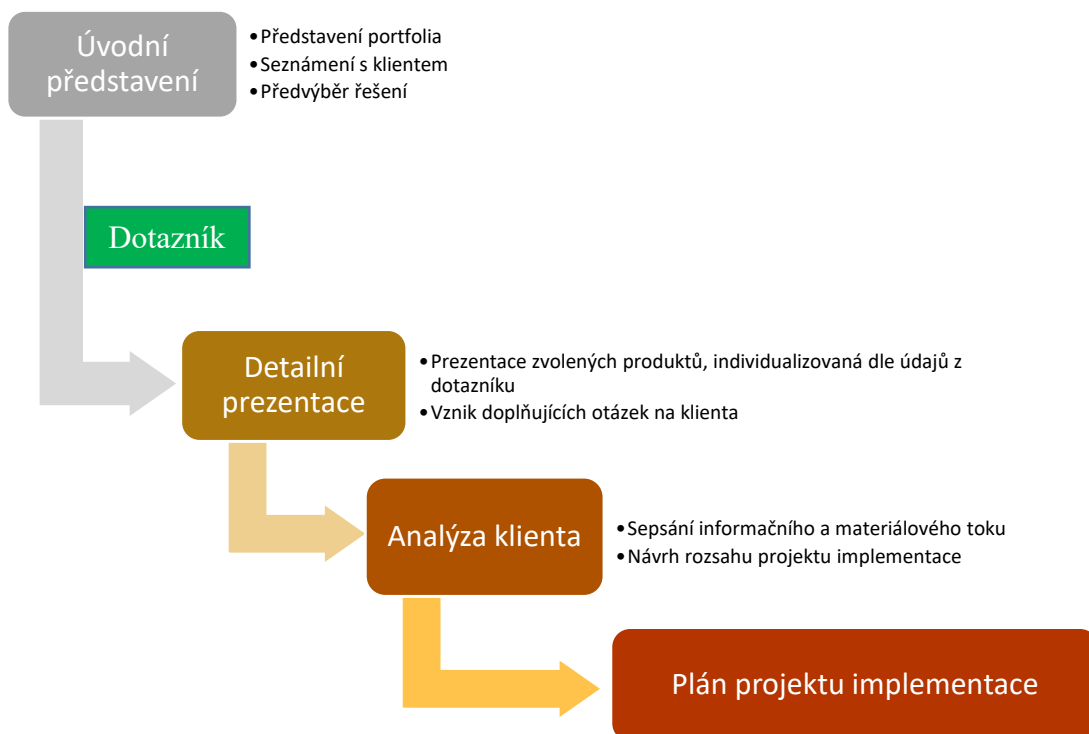 Úvodní
představení
•Představení portfolia
•Seznámení s klientem
•Předvýběr řešení
Dotazník
Detailní
prezentace
•Prezentace zvolených produktů, individualizovaná dle údajů z
dotazníku
•Vznik doplňujících otázek na klienta
Analýza klienta
•Sepsání informačního a materiálového toku
•Návrh rozsahu projektu implementace
Plán projektu implementace